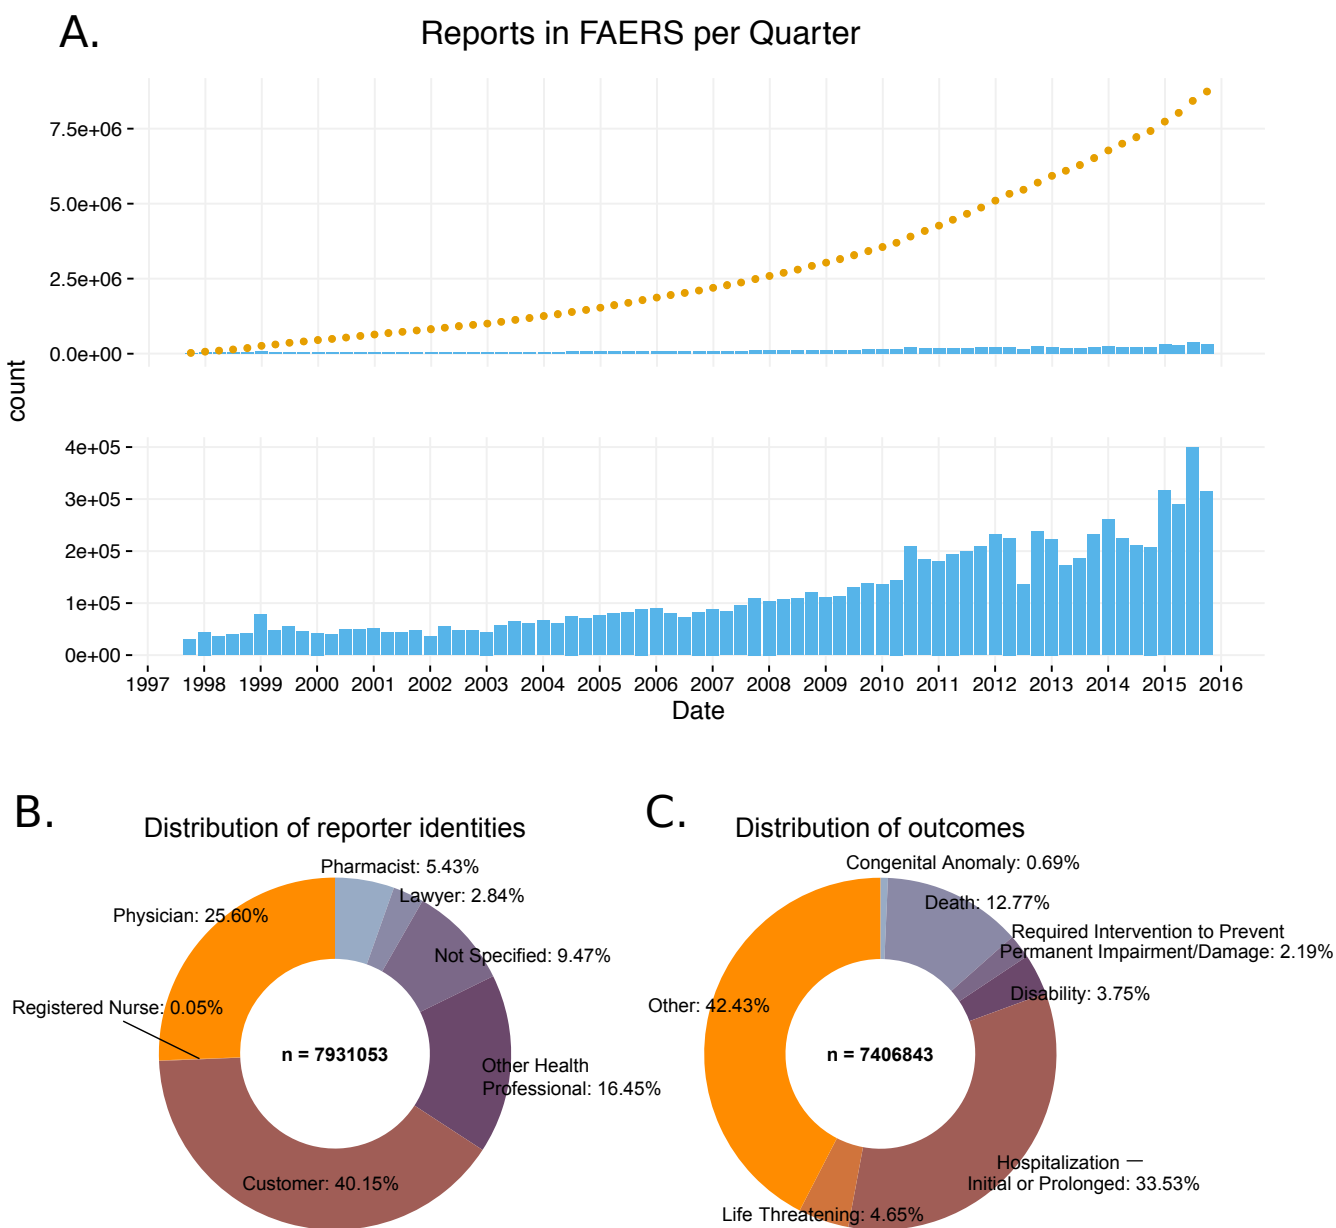 A.
Reports in FAERS per Quarter
7.5e+06
5.0e+06
2.5e+06
0.0e+00
count
4e+05
3e+05
2e+05
1e+05
0e+00
1997 1998 1999 2000 2001 2002 2003 2004 2005 2006 2007 2008 2009 2010 2011 2012 2013 2014 2015 2016
Date
B.
Distribution of reporter identities
Pharmacist: 5.43%
Lawyer: 2.84%
Physician: 25.60%
Not Specified: 9.47%
Registered Nurse: 0.05%
n = 7931053
Other Health
Professional: 16.45%
Customer: 40.15%
C.
Distribution of outcomes
Congenital Anomaly: 0.69%
Death: 12.77%
Required Intervention to Prevent
Permanent Impairment/Damage: 2.19%
Disability: 3.75%
Other: 42.43%
n = 7406843
Hospitalization —
Initial or Prolonged: 33.53%
Life Threatening: 4.65%